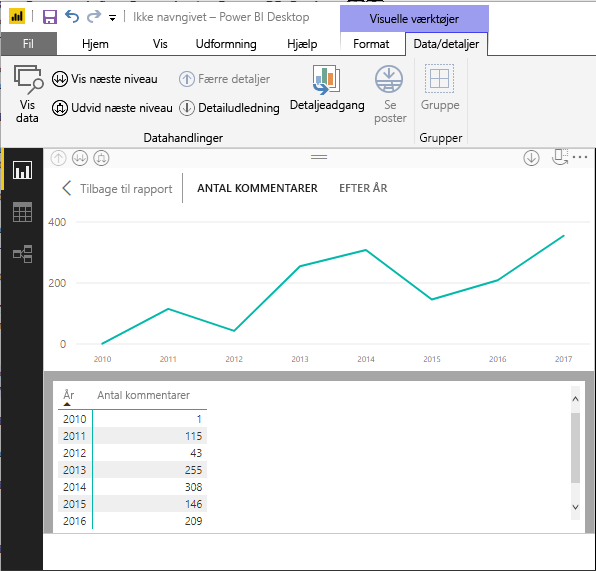 Ikke navngivet – Power BI Desktop
Visuelle værktøjer
Fil Hjem Vis Udformning Hjælp Format Data/detaljer
Vis data
Vis næste niveau
Udvid næste niveau
Færre detaljer
Detailudledning
Detaljeadgang
Se poster
Gruppe
Datahandlinger
Grupper
Tilbage til rapport
ANTAL KOMMENTARER
EFTER ÅR
400
200
0
2010 2011 2012 2013 2014 2015 2016 2017
År Antal kommentarer
2010 1
2011 115
2012 43
2013 255
2014 308
2015 146
2016 209